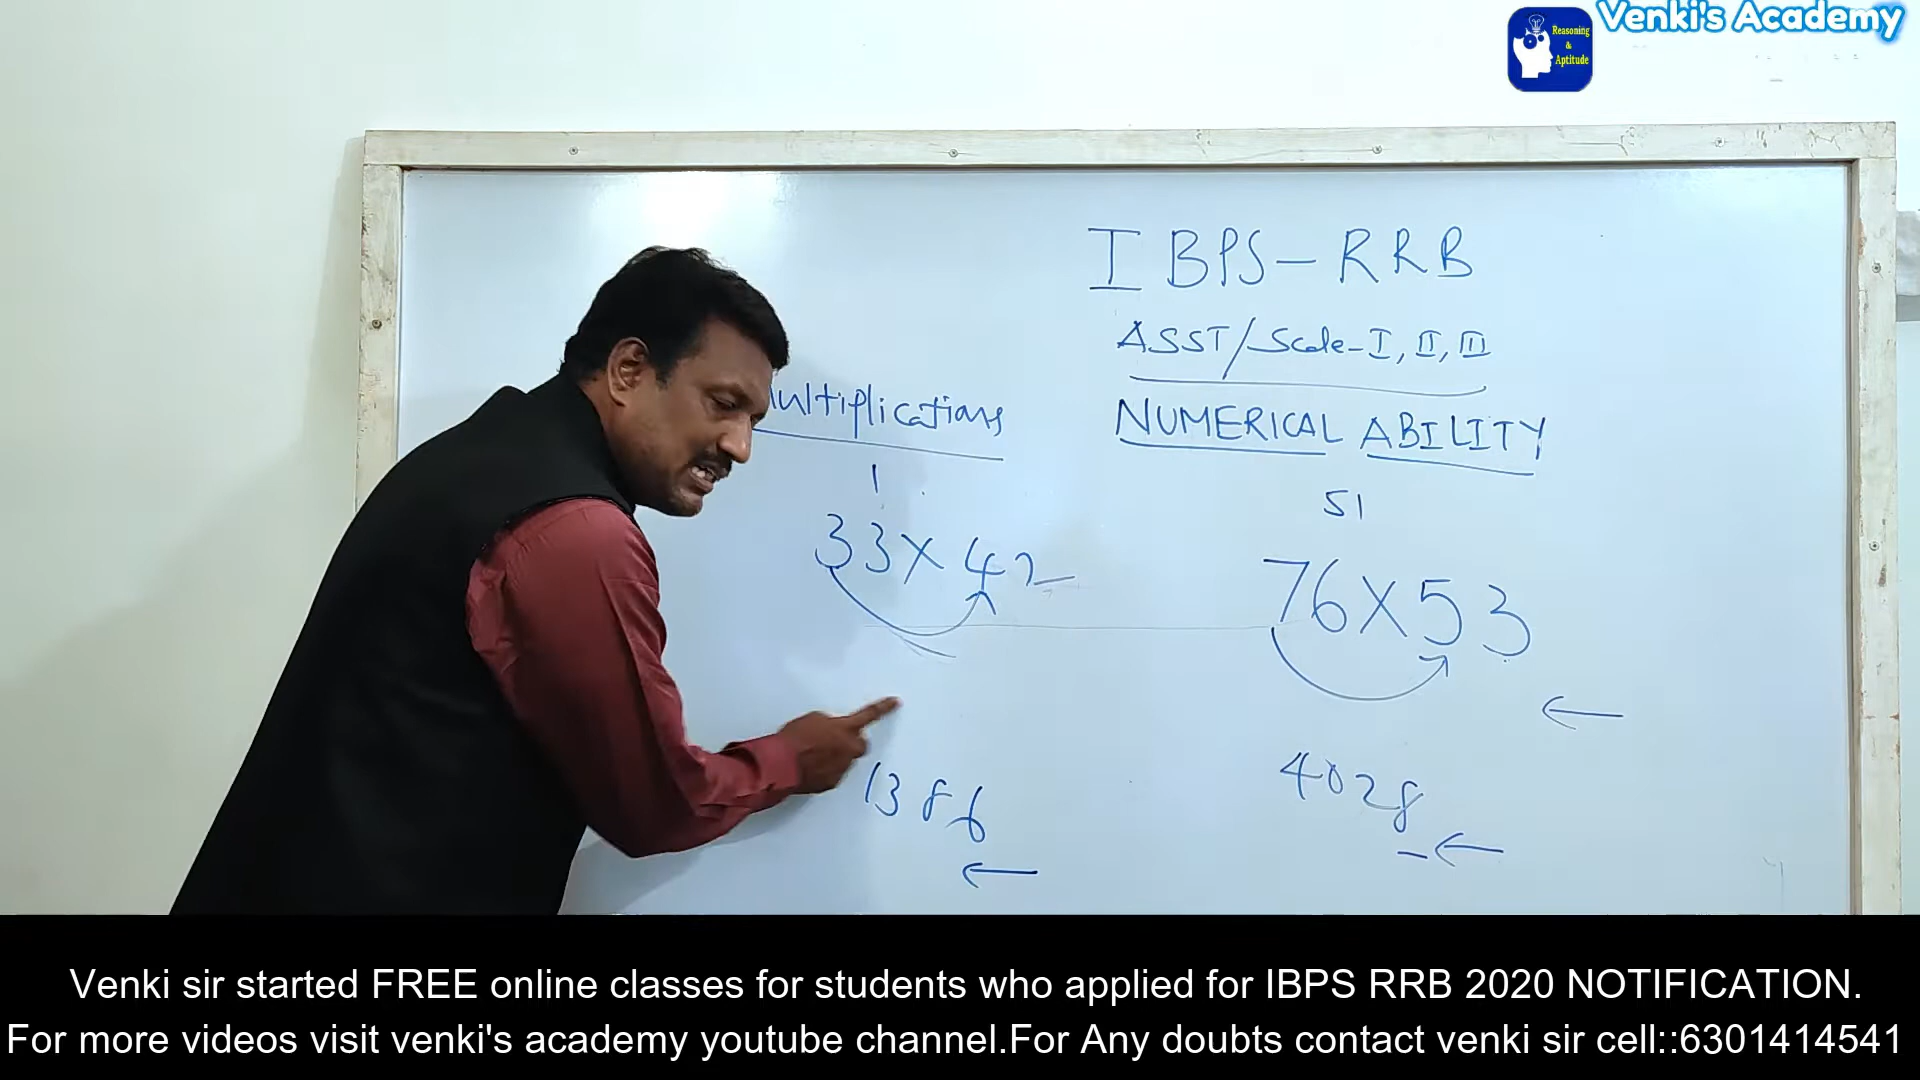 Venki's Academy
Reasoning
&
Aptitude
I BPS-RRB
ASST/Scale-I, II, III
NUMERICAL ABILITY
ultiplications
1
33X42
51
76X53
1386
4028
Venki sir started FREE online classes for students who applied for IBPS RRB 2020 NOTIFICATION.
For more videos visit venki's academy youtube channel.For Any doubts contact venki sir cell::6301414541